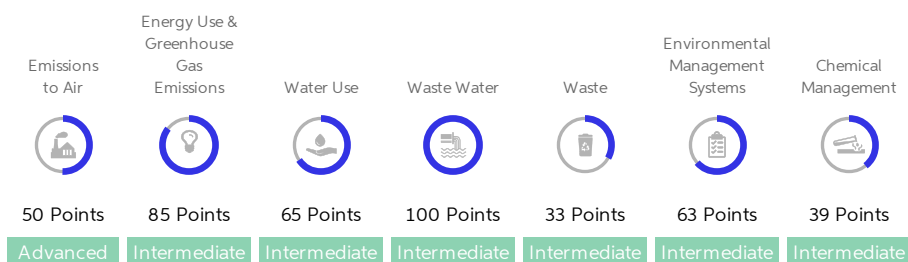 Emissions
to Air
Energy Use &
Greenhouse
Gas
Emissions
Water Use
Waste Water
Waste
Environmental
Management
Systems
Chemical
Management
50 Points
85 Points
65 Points
100 Points
33 Points
63 Points
39 Points
Advanced
Intermediate
Intermediate
Intermediate
Intermediate
Intermediate
Intermediate